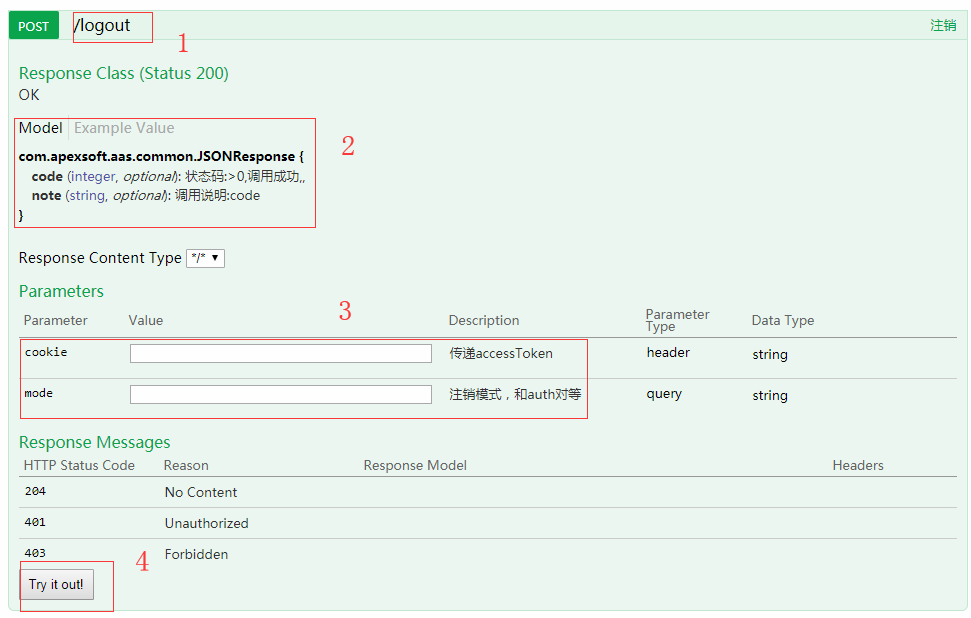 POST /logout 注销
1
Response Class (Status 200)
OK
Model Example Value
2
com.apexsoft.aas.common.JSONResponse {
code (integer, optional): 状态码:>0,调用成功,,
note (string, optional): 调用说明:code
}
Response Content Type */*
Parameters
3
Parameter Value Description Parameter Type Data Type
cookie 传递accessToken header string
mode 注销模式，和auth对等 query string
Response Messages
HTTP Status Code Reason Response Model Headers
204 No Content
401 Unauthorized
403 Forbidden
4
Try it out!